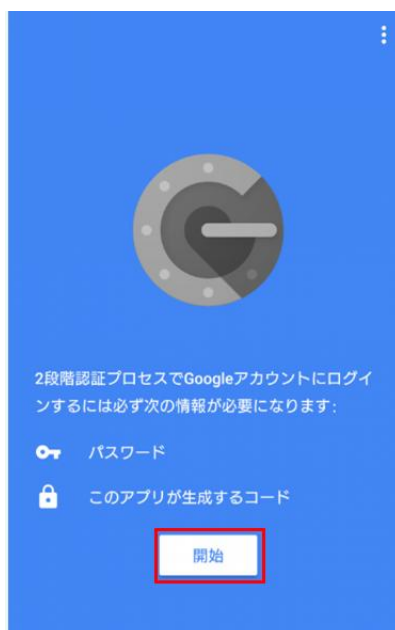 2段階認証プロセスでGoogleアカウントにログイ
ンするには必ず次の情報が必要になります:
パスワード
このアプリが生成するコード
開始